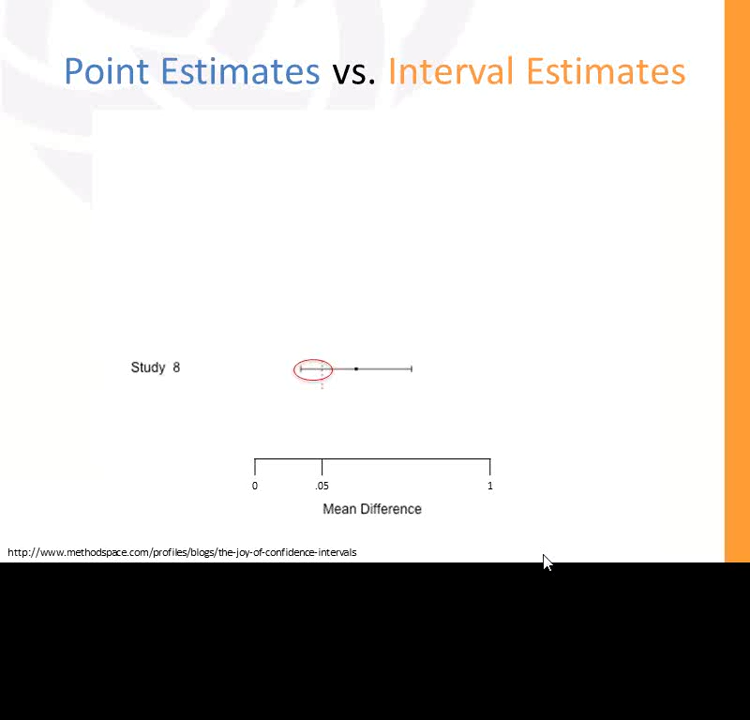 Point Estimates vs. Interval Estimates
Study 8
0 .05 1
Mean Difference
http://www.methodspace.com/profiles/blogs/the-joy-of-confidence-intervals